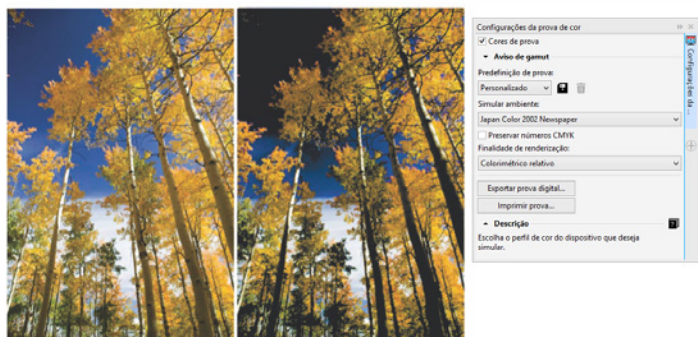 Configurações da prova de cor
Cores de prova
Aviso de gamut
Predefinição de prova:
Personalizado
Simular ambiente:
Japan Color 2002 Newspaper
Preservar números CMYK
Finalidade de renderização:
Colorimétrico relativo
Exportar prova digital...
Imprimir prova...
Descrição
Escolha o perfil de cor do dispositivo que deseja
simular.
Configurações da ...